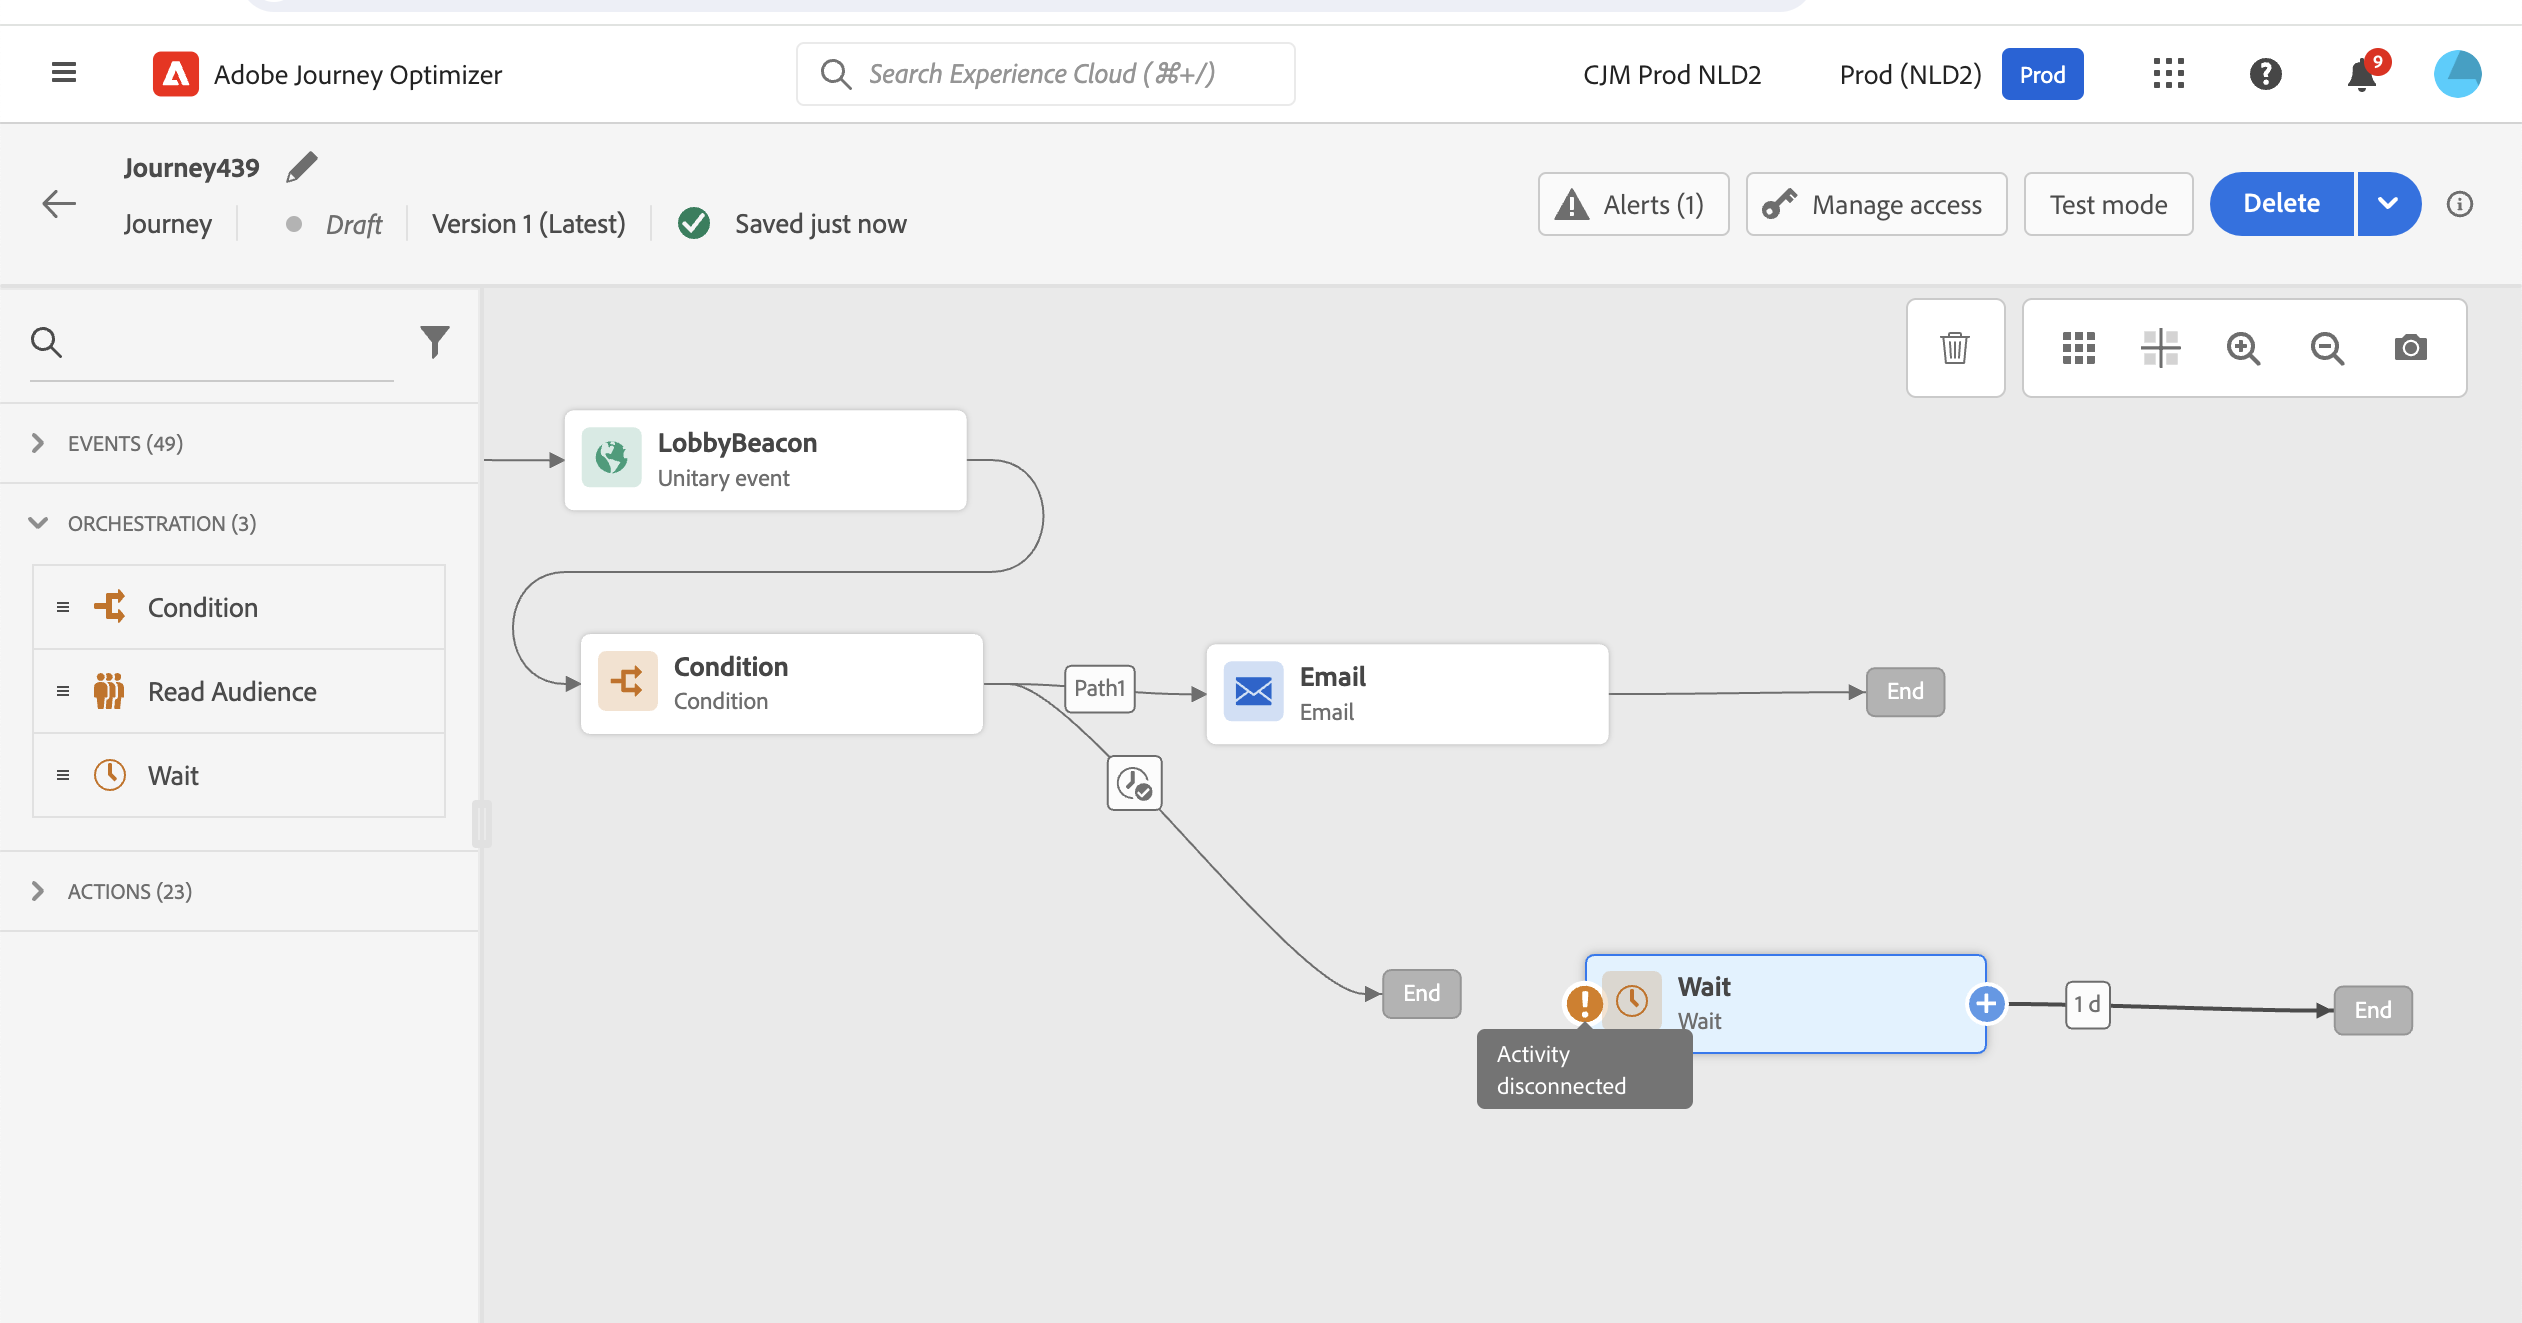 Adobe Journey Optimizer
Search Experience Cloud (⌘+/)
CJM Prod NLD2
Prod (NLD2)
Prod
9
Journey439
Journey
Draft
Version 1 (Latest)
Saved just now
Alerts (1)
Manage access
Test mode
Delete
EVENTS (49)
ORCHESTRATION (3)
Condition
Read Audience
Wait
ACTIONS (23)
LobbyBeacon
Unitary event
Condition
Condition
Path1
Email
Email
End
End
Wait
Wait
1 d
End
Activity
disconnected